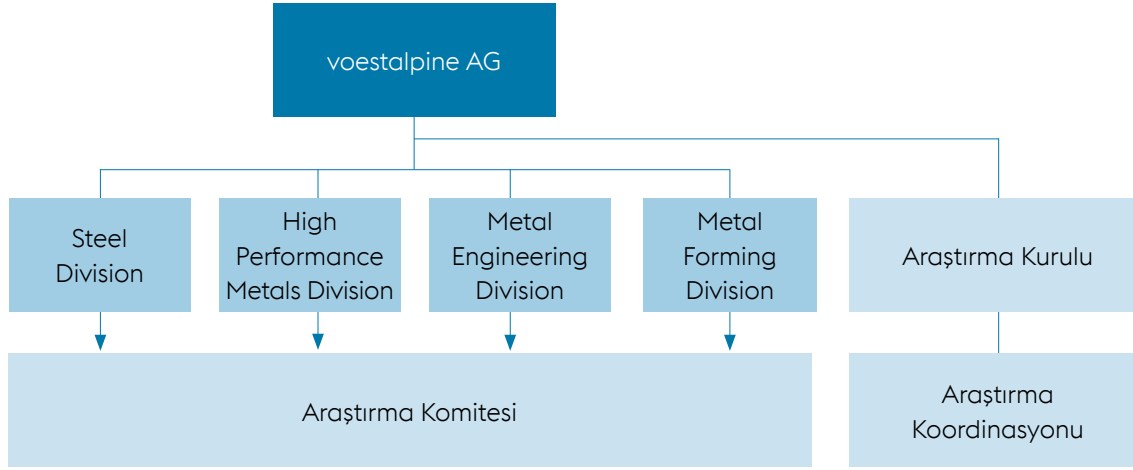 voestalpine AG
Steel
Division
High
Performance
Metals Division
Metal
Engineering
Division
Metal
Forming
Division
Araştırma Kurulu
Araştırma Komitesi
Araştırma
Koordinasyonu